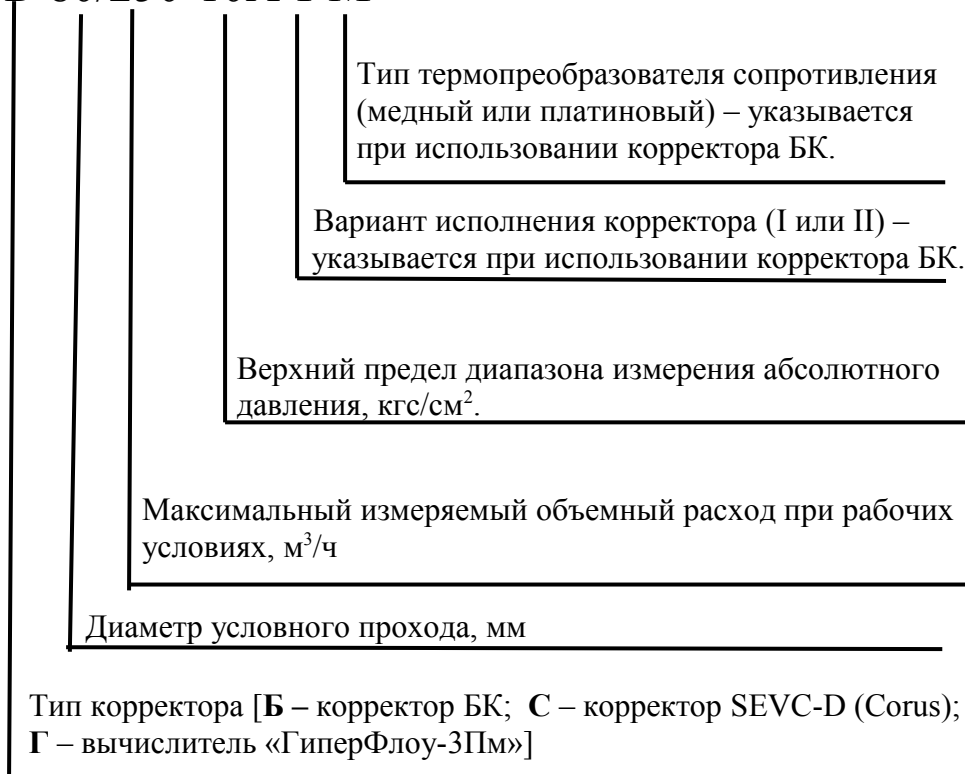 Тип термопреобразователя сопротивления
(медный или платиновый) – указывается
при использовании корректора БК.
Вариант исполнения корректора (I или II) –
указывается при использовании корректора БК.
Верхний предел диапазона измерения абсолютного
давления, кгс/см².
Максимальный измеряемый объемный расход при рабочих
условиях, м³/ч
Диаметр условного прохода, мм
Тип корректора [Б – корректор БК; С – корректор SEVC-D (Corus);
Г – вычислитель «ГиперФлоу-3Пм»]